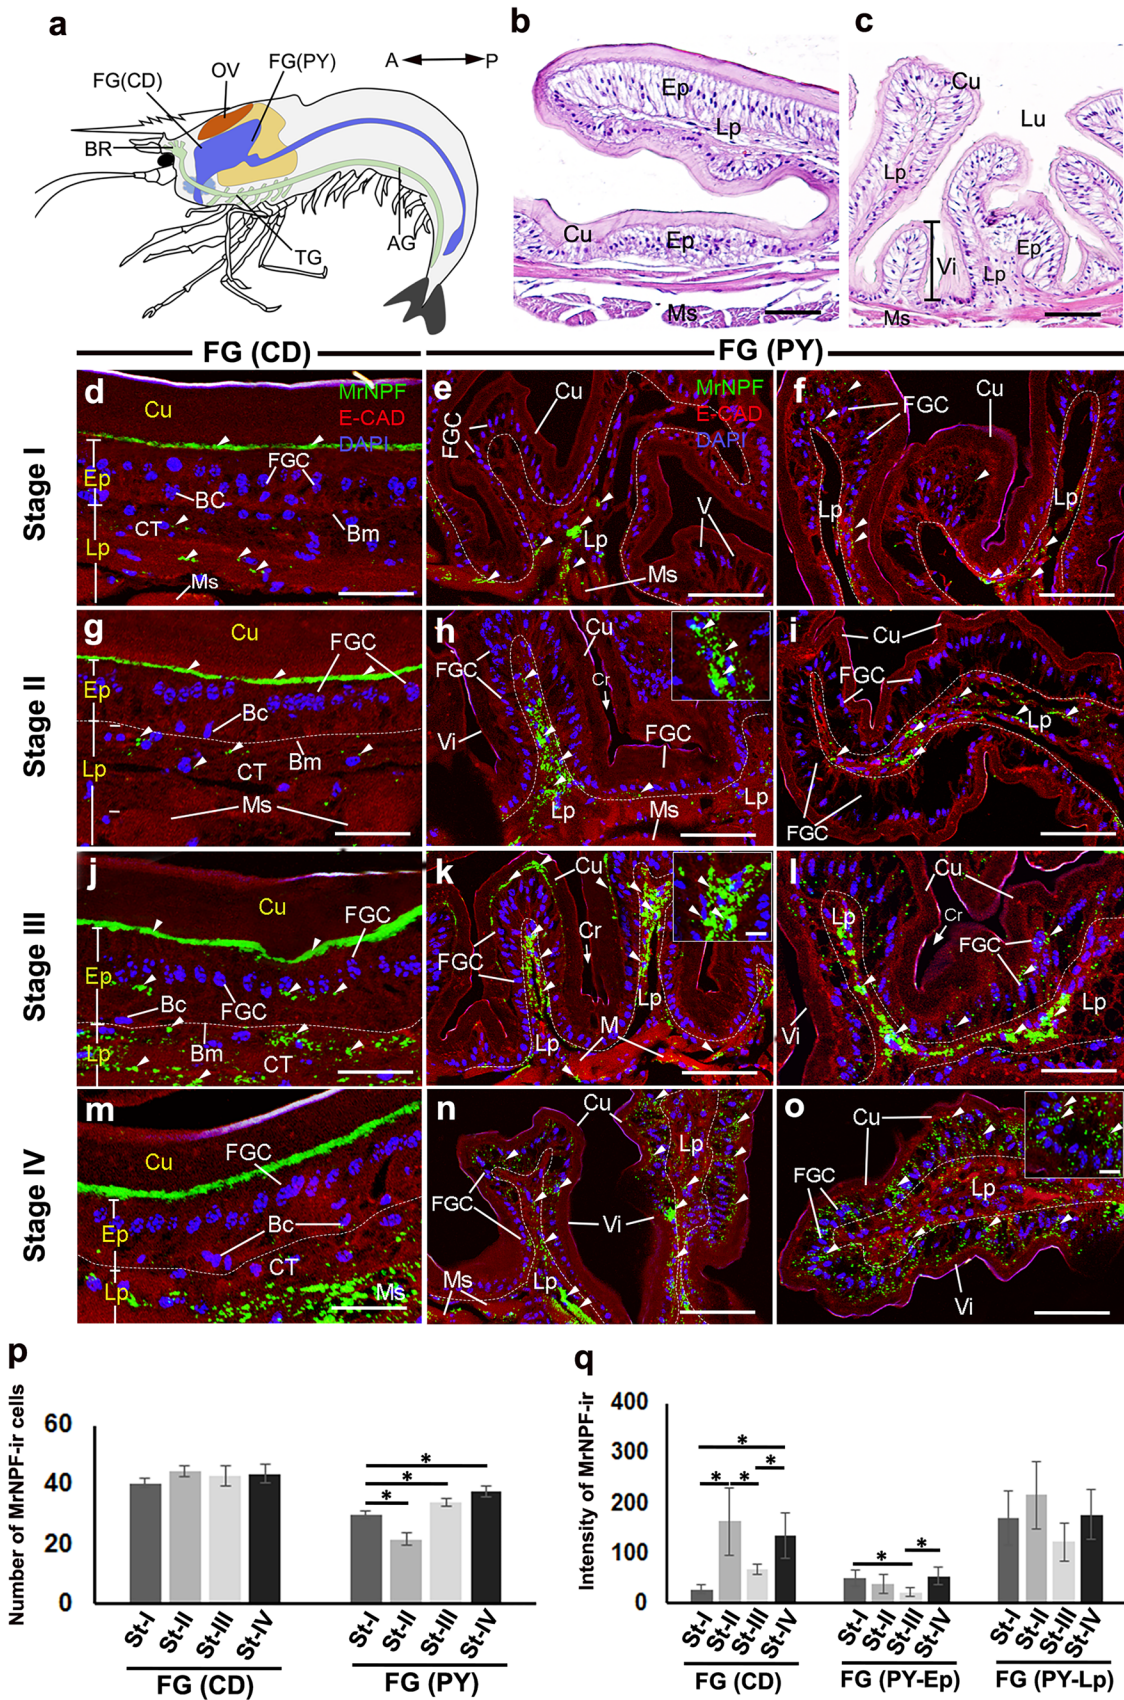 a
A P
OV
FG(PY)
FG(CD)
BR
TG
AG
b
Ep
Lp
Cu
Ep
Ms
c
Cu
Lu
Lp
Ep
Vi
Lp
Ms
FG (CD)
FG (PY)
Stage I
d
MrNPF
E-CAD
DAPI
Cu
Ep
FGC
BC
CT
Bm
Lp
Ms
e
MrNPF
E-CAD
DAPI
Cu
FGC
Lp
V
Ms
f
FGC
Cu
Lp
Lp
Stage II
g
Cu
FGC
Ep
Bc
Bm
Lp
CT
Ms
h
Cu
FGC
Cr
Vi
FGC
Lp
Ms
Lp
i
Cu
FGC
Lp
FGC
Stage III
j
Cu
FGC
Ep
Bc
FGC
Lp
Bm
CT
k
Cu
Cr
FGC
Lp
M
Lp
l
Cu
Lp
Cr
FGC
Lp
Vi
Stage IV
m
FGC
Cu
Ep
Bc
CT
Lp
Ms
n
Cu
Lp
FGC
Vi
Ms
Lp
o
Cu
FGC
Lp
Vi
p
Number of MrNPF-ir cells
60
40
20
0
* * *
St-I St-II St-III St-IV
St-I St-II St-III St-IV
FG (CD)
FG (PY)
q
Intensity of MrNPF-ir
400
300
200
100
0
* * * *
* *
St-I St-II St-III St-IV
St-I St-II St-III St-IV
St-I St-II St-III St-IV
FG (CD)
FG (PY-Ep)
FG (PY-Lp)